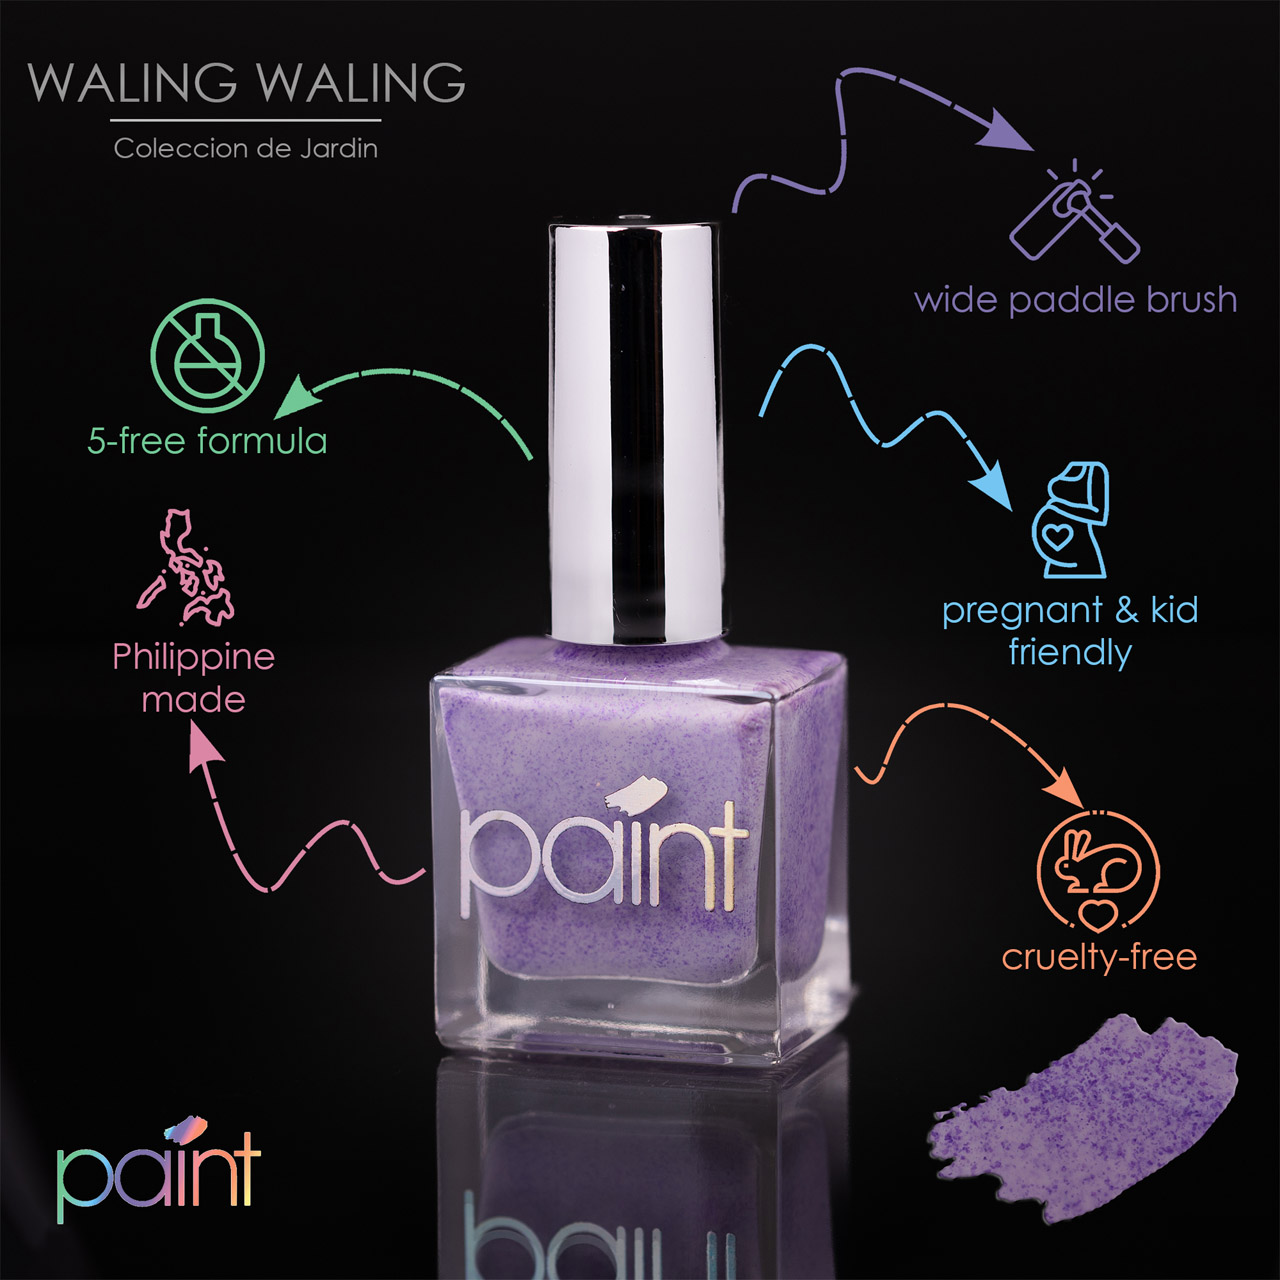 WALING WALING
Coleccion de Jardin
wide paddle brush
5-free formula
pregnant & kid
friendly
Philippine
made
paint
cruelty-free
paint